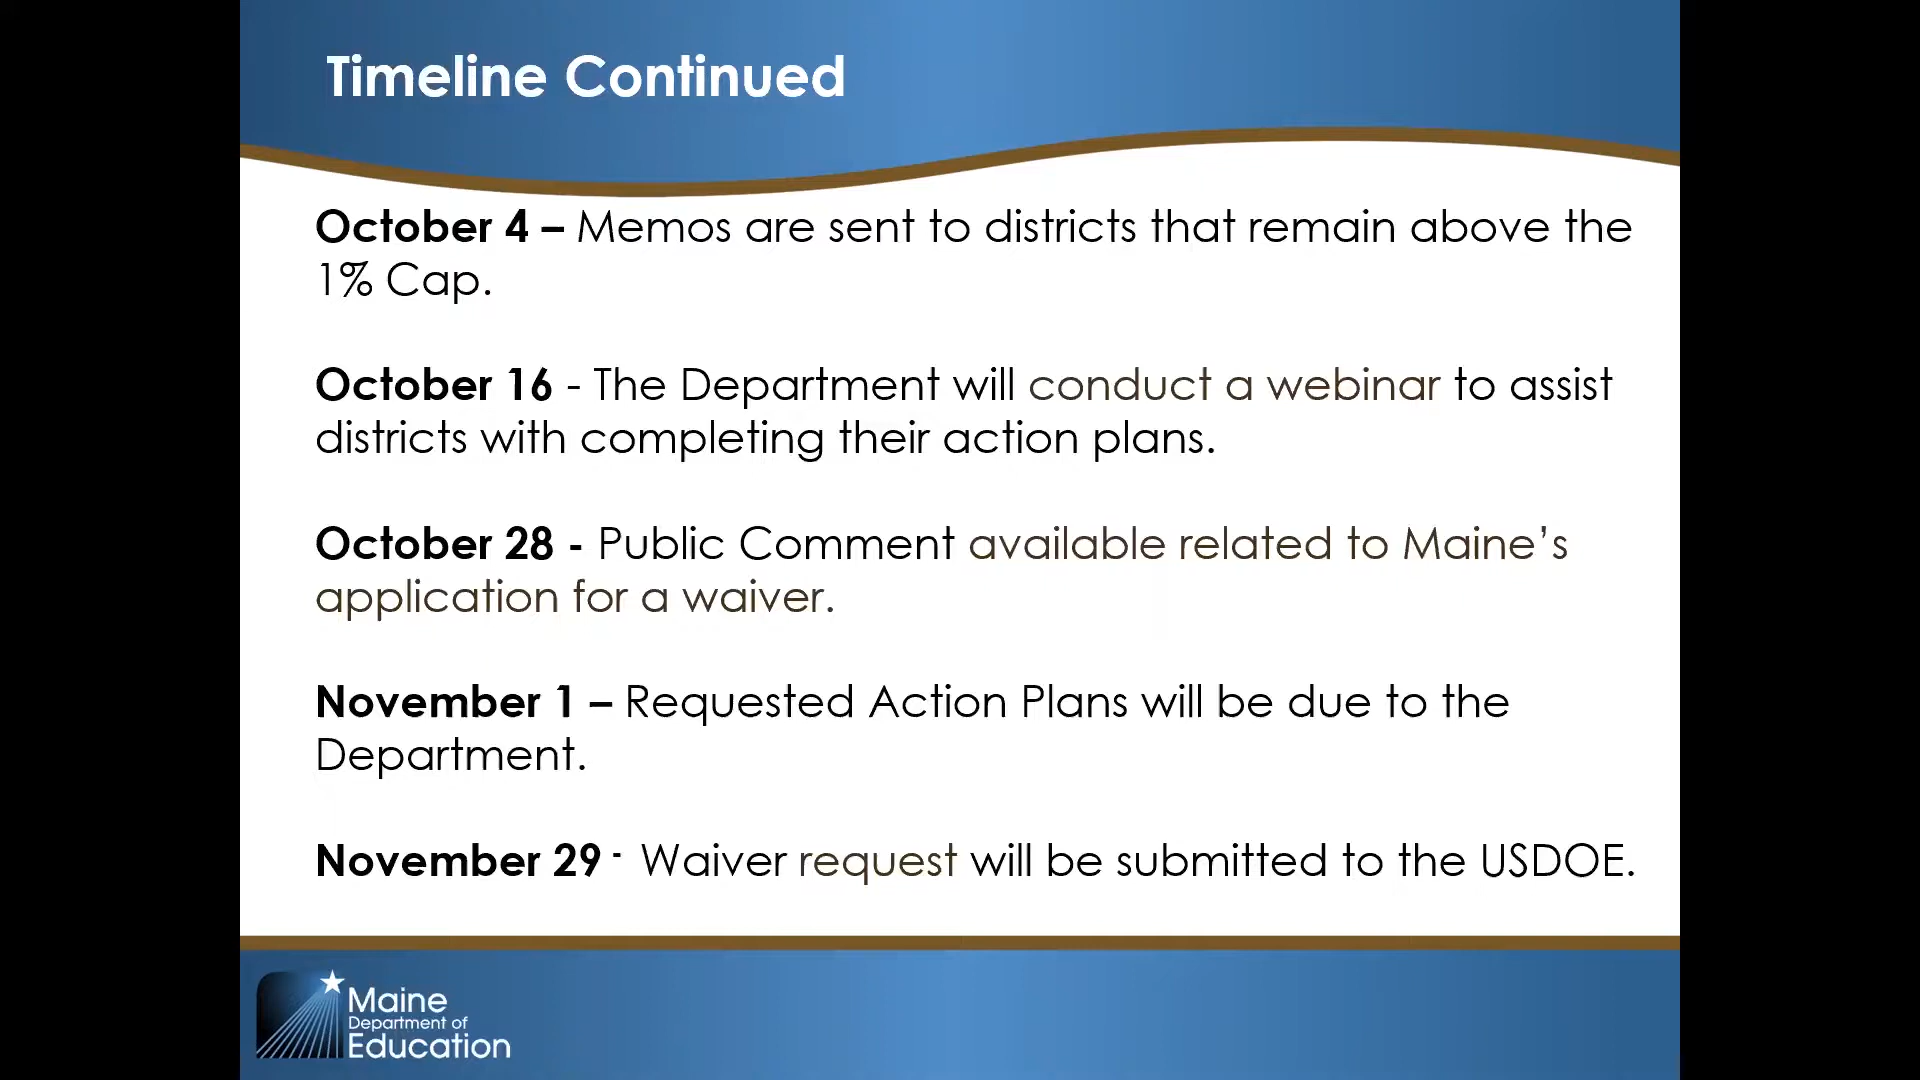 Timeline Continued
October 4 – Memos are sent to districts that remain above the
1% Cap.
October 16 - The Department will conduct a webinar to assist
districts with completing their action plans.
October 28 - Public Comment available related to Maine’s
application for a waiver.
November 1 – Requested Action Plans will be due to the
Department.
November 29 - Waiver request will be submitted to the USDOE.
Maine
Department of
Education